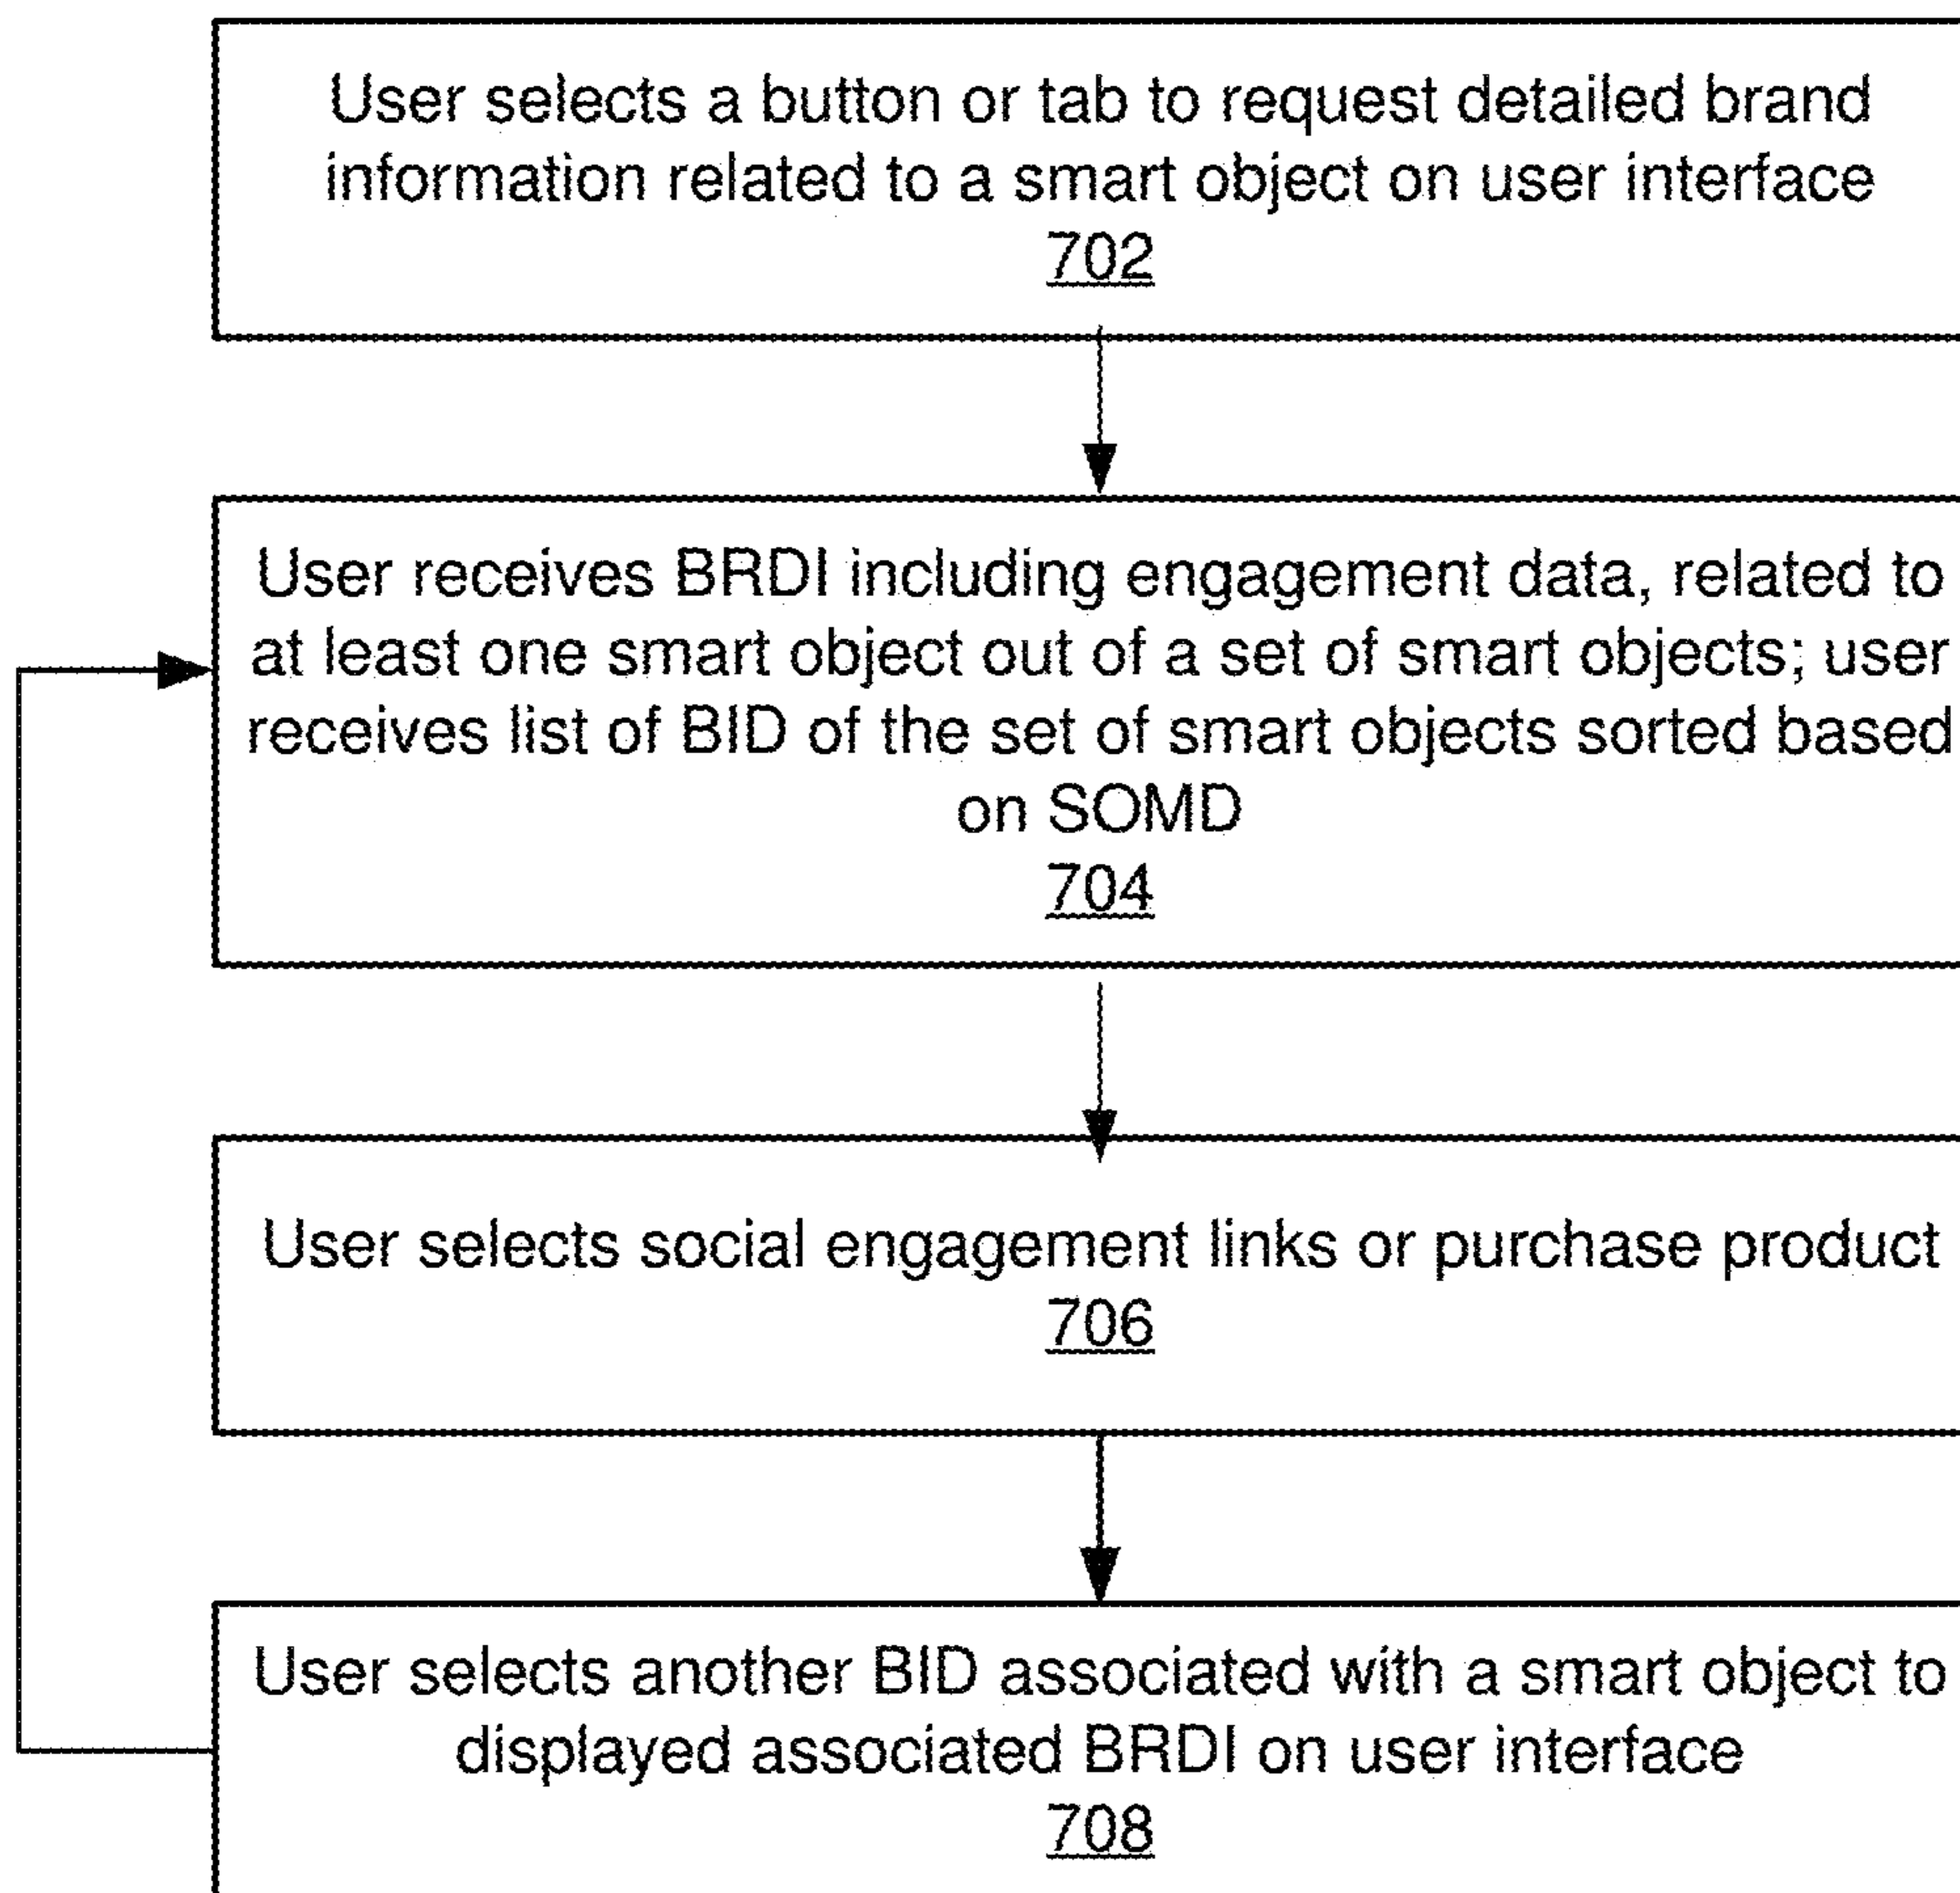 User selects a button or tab to request detailed brand
information related to a smart object on user interface
702
User receives BRDI including engagement data, related to
at least one smart object out of a set of smart objects; user
receives list of BID of the set of smart objects sorted based
on SOMD
704
User selects social engagement links or purchase product
706
User selects another BID associated with a smart object to
displayed associated BRDI on user interface
708